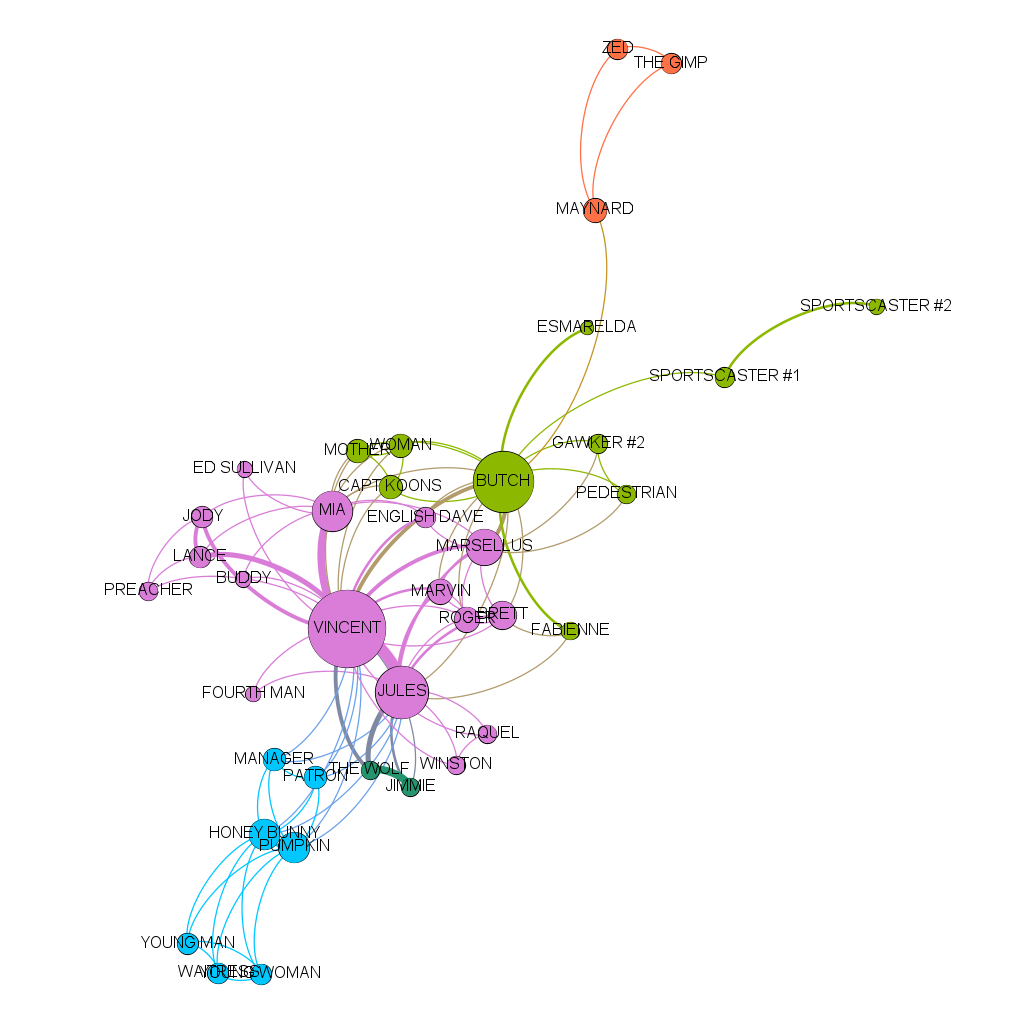 ZED
THE GIMP
MAYNARD
SPORTSCASTER #2
ESMARELDA
SPORTSCASTER #1
GAWKER #2
WOMAN
MOTHER
ED SULLIVAN
BUTCH
CAPT KOONS
PEDESTRIAN
MIA
JODY
ENGLISH DAVE
MARSELLUS
LANCE
BUDDY
PREACHER
MARVIN
BRETT
ROGER
VINCENT
FABIENNE
JULES
FOURTH MAN
RAQUEL
MANAGER
WINSTON
THE WOLF
PATRON
JIMMIE
HONEY BUNNY
PUMPKIN
YOUNG MAN
WAITRESS
YOUNG WOMAN